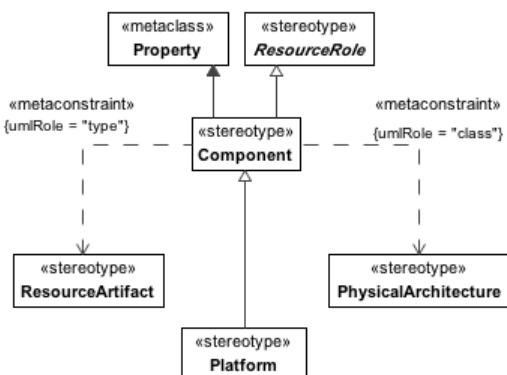 «metaclass»
Property
«stereotype»
ResourceRole
«metaconstraint»
{umlRole = "type"}
«metaconstraint»
{umlRole = "class"}
«stereotype»
Component
«stereotype»
ResourceArtifact
«stereotype»
PhysicalArchitecture
«stereotype»
Platform